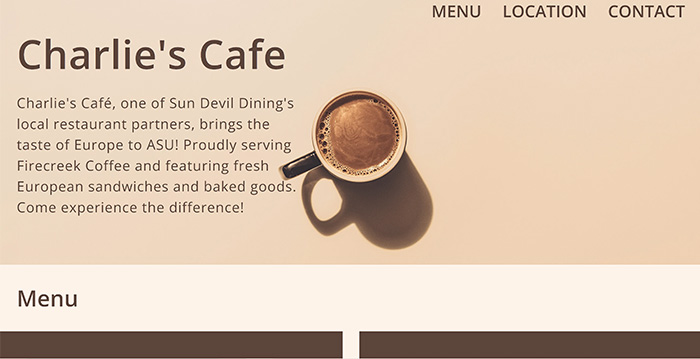 MENU LOCATION CONTACT
Charlie's Cafe
Charlie's Café, one of Sun Devil Dining's
local restaurant partners, brings the
taste of Europe to ASU! Proudly serving
Firecreek Coffee and featuring fresh
European sandwiches and baked goods.
Come experience the difference!
Menu